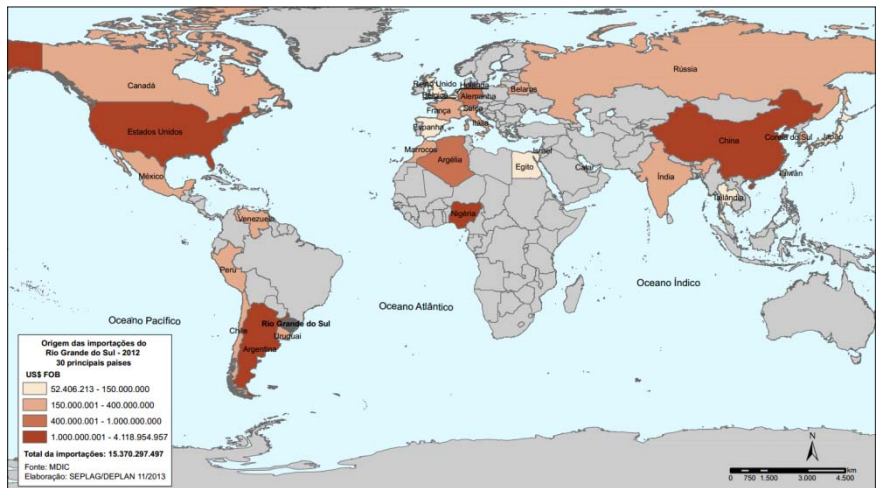 Canadá
Rússia
Reino Unido
Holanda
Bélgica
Alemanha
Belarus
França
Suíça
Estados Unidos
Espanha
Itália
China
Coreia do Sul
Japão
Marrocos
Israel
Argélia
Egito
Catar
Taiwan
México
Índia
Tailândia
Nigéria
Venezuela
Peru
Oceano Índico
Oceano Atlântico
Oceano Pacífico
Rio Grande do Sul
Chile
Uruguai
Argentina
Origem das importações do
Rio Grande do Sul - 2012
30 principais países
US$ FOB
52.406.213 - 150.000.000
150.000.001 - 400.000.000
400.000.001 - 1.000.000.000
1.000.000.001 - 4.118.954.957
Total da importações: 15.370.297.497
Fonte: MDIC
Elaboração: SEPLAG/DEPLAN 11/2013
N
km
0 750 1.500 3.000 4.500